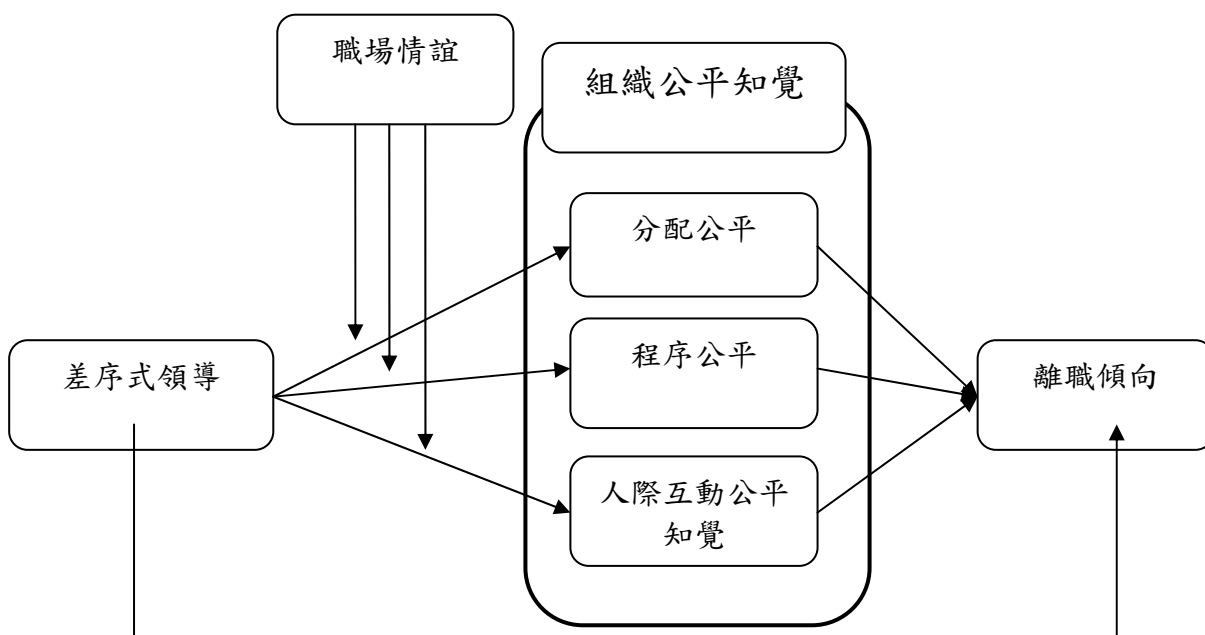 職場情誼
組織公平知覺
分配公平
差序式領導
程序公平
離職傾向
人際互動公平
知覺